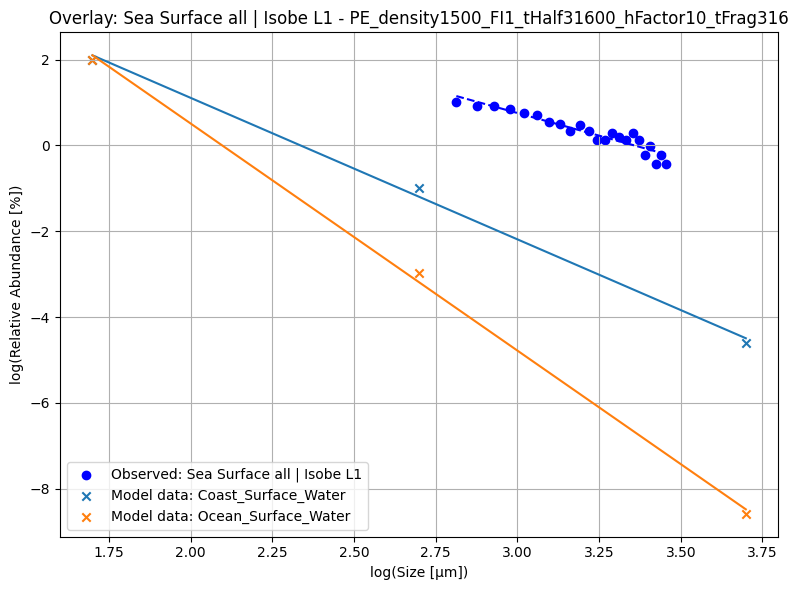 Overlay: Sea Surface all | Isobe L1 - PE_density1500_FI1_tHalf31600_hFactor10_tFrag316
log(Relative Abundance [%])
2
0
−2
−4
−6
−8
Observed: Sea Surface all | Isobe L1
Model data: Coast_Surface_Water
Model data: Ocean_Surface_Water
1.75 2.00 2.25 2.50 2.75 3.00 3.25 3.50 3.75
log(Size [μm])